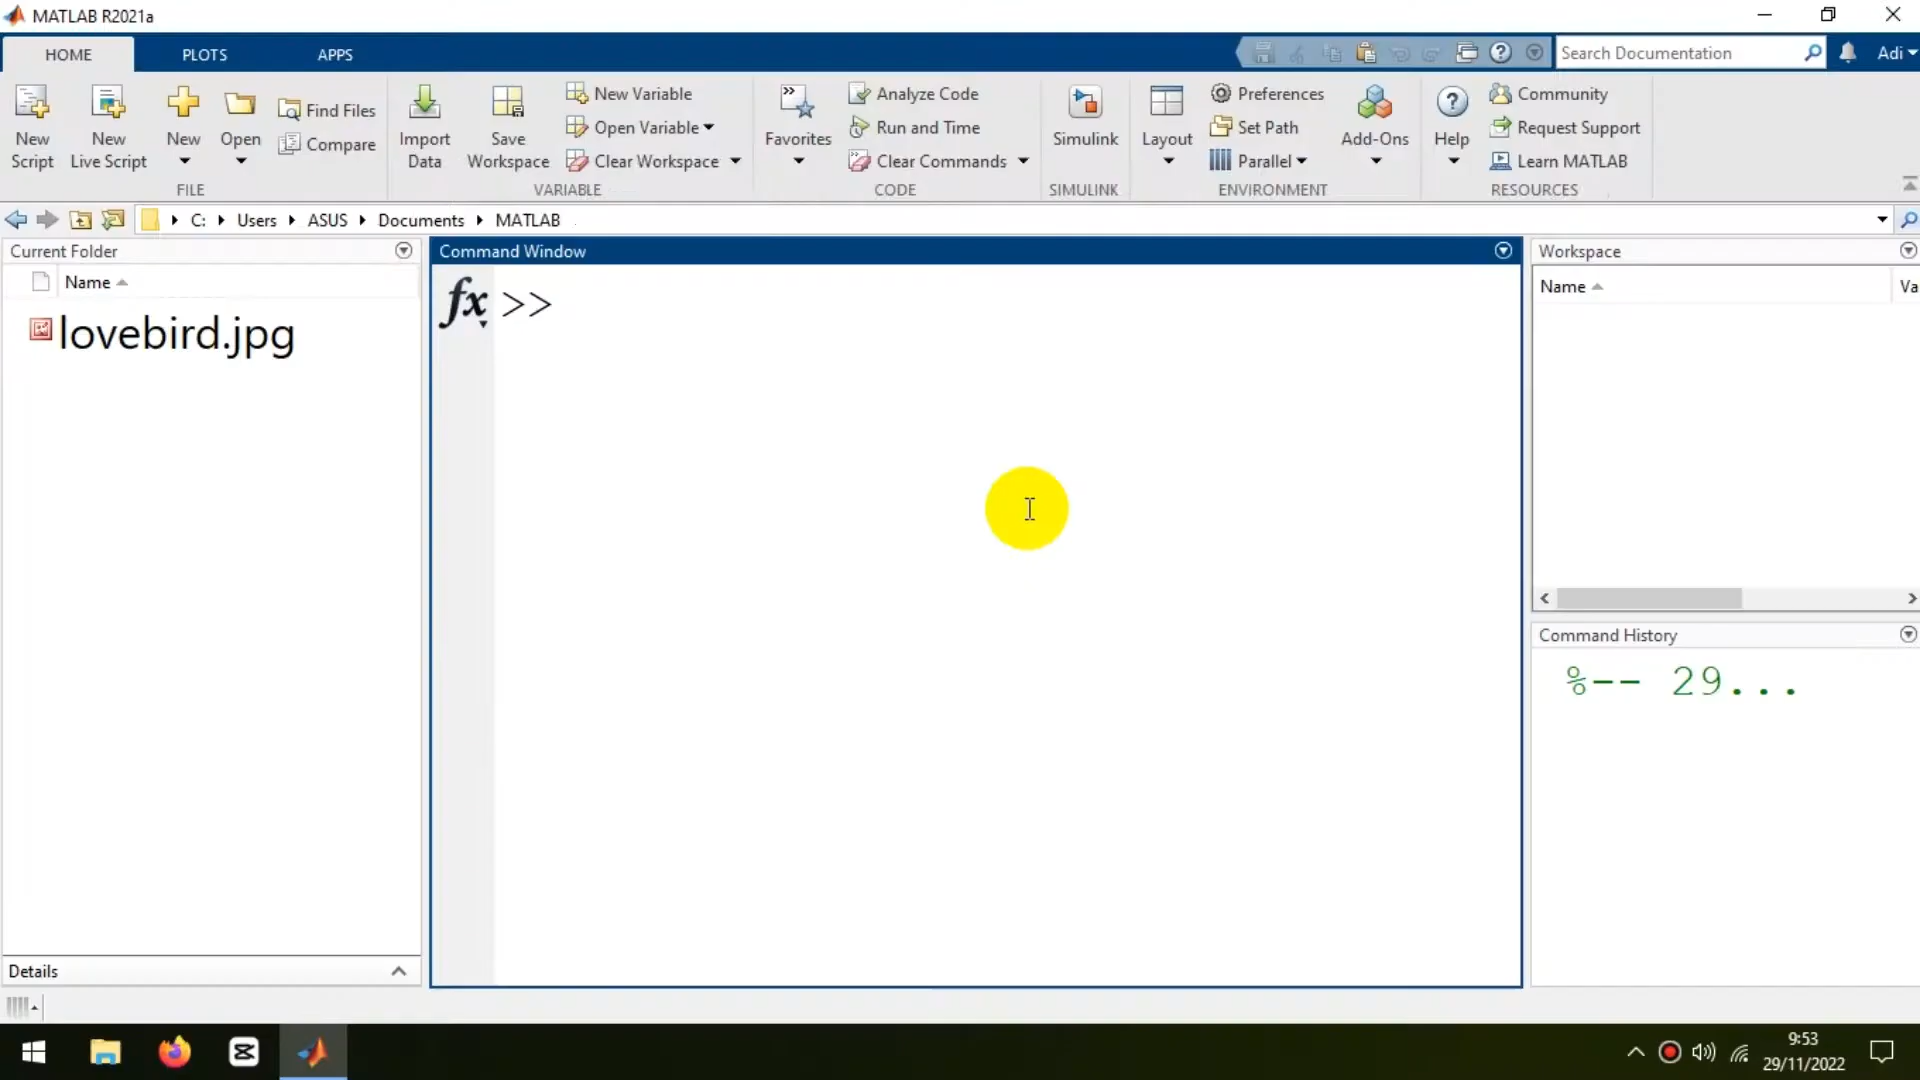 MATLAB R2021a
HOME PLOTS APPS
Search Documentation
Adi
New Script
New Live Script
New
Open
Find Files
Compare
FILE
Import Data
Save Workspace
New Variable
Open Variable
Clear Workspace
VARIABLE
Favorites
Analyze Code
Run and Time
Clear Commands
CODE
Simulink
SIMULINK
Layout
Preferences
Set Path
Parallel
Add-Ons
ENVIRONMENT
Help
Community
Request Support
Learn MATLAB
RESOURCES
C: Users ASUS Documents MATLAB
Current Folder
Name
lovebird.jpg
Details
Command Window
fx >>
Workspace
Name Va
Command History
%-- 29...
9:53
29/11/2022